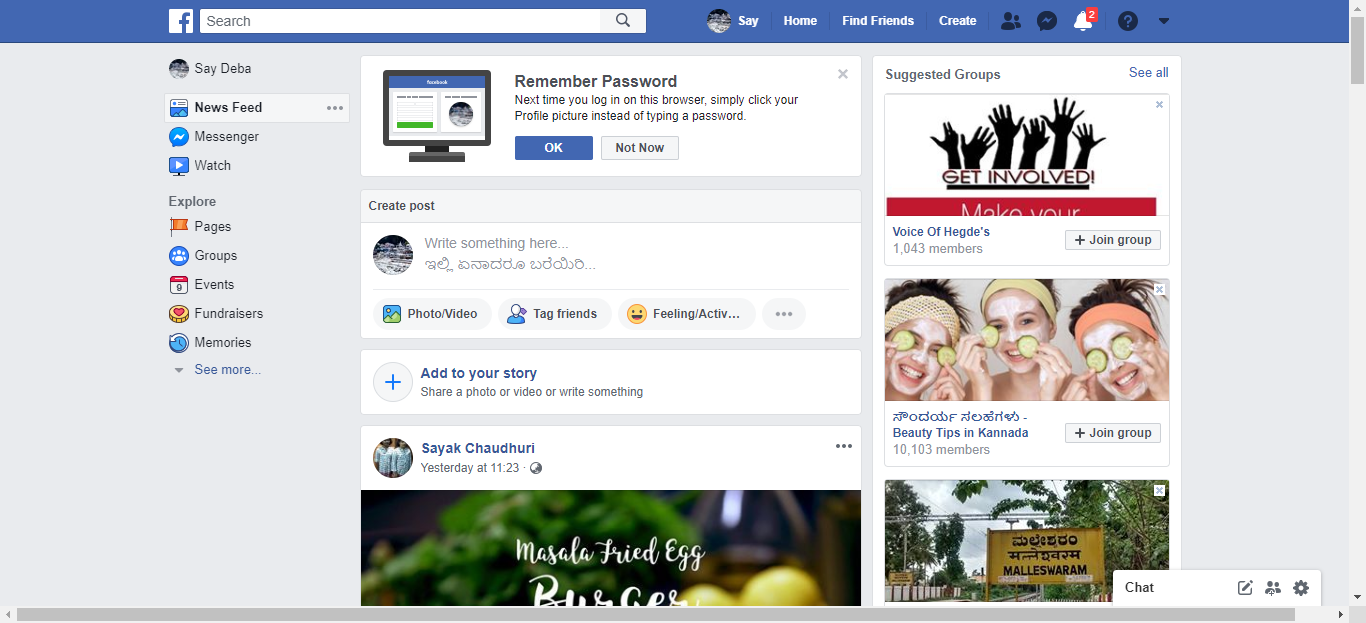 Search
Say
Home
Find Friends
Create
2
Say Deba
News Feed
Messenger
Watch
Explore
Pages
Groups
9
Events
Fundraisers
Memories
See more...
facebook
Remember Password
Next time you log in on this browser, simply click your
Profile picture instead of typing a password.
OK
Not Now
Create post
Write something here...
ಇಲ್ಲಿ ಏನಾದರೂ ಬರೆಯಿರಿ...
Photo/Video
Tag friends
Feeling/Activ...
Add to your story
Share a photo or video or write something
Sayak Chaudhuri
Yesterday at 11:23 ·
Masala Fried Egg
Burger
Suggested Groups
See all
GET INVOLVED!
Make your
Voice Of Hegde's
1,043 members
+ Join group
ಸೌಂದರ್ಯ ಸಲಹೆಗಳು -
Beauty Tips in Kannada
10,103 members
+ Join group
ಮಲ್ಲೇಶ್ವರಂ
मल्लेश्वरम
MALLESWARAM
Chat